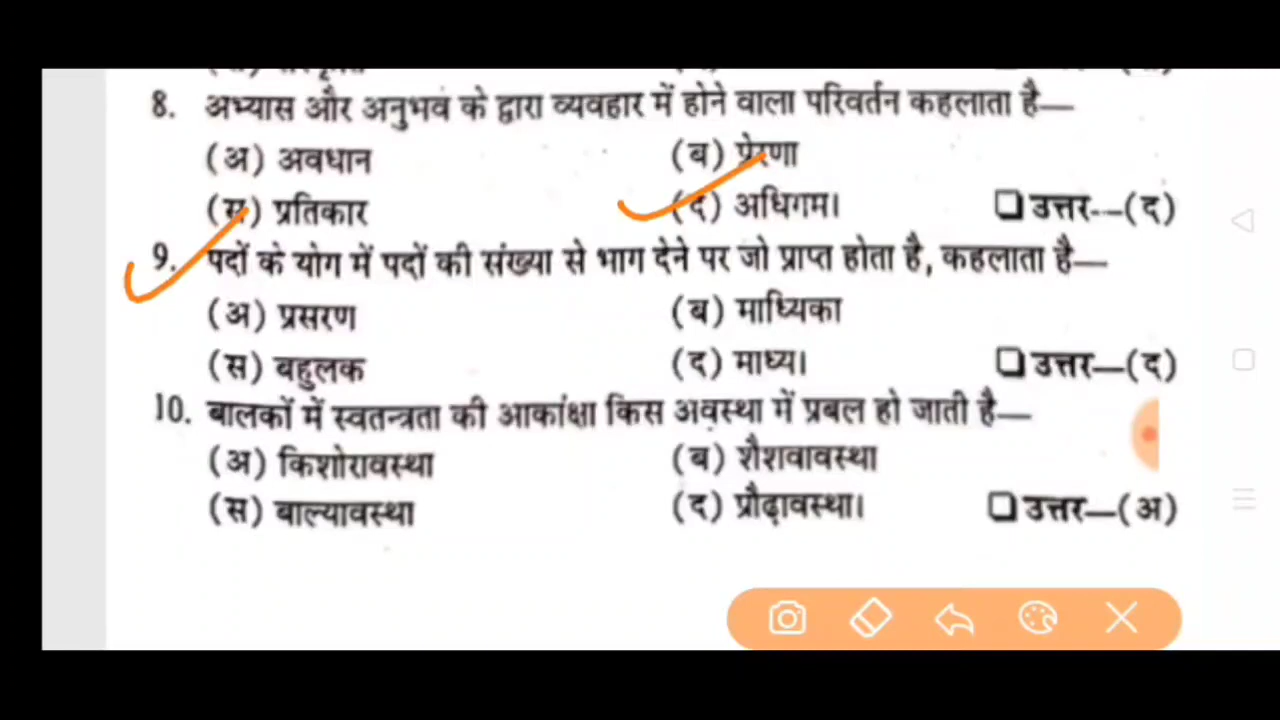 8. अभ्यास और अनुभव के द्वारा व्यवहार में होने वाला परिवर्तन कहलाता है—
(अ) अवधान (ब) प्रेरणा
(स) प्रतिकार (द) अधिगम। ❑ उत्तर--(द)
9. पदों के योग में पदों की संख्या से भाग देने पर जो प्राप्त होता है, कहलाता है—
(अ) प्रसरण (ब) माध्यिका
(स) बहुलक (द) माध्य। ❑ उत्तर—(द)
10. बालकों में स्वतन्त्रता की आकांक्षा किस अवस्था में प्रबल हो जाती है—
(अ) किशोरावस्था (ब) शैशवावस्था
(स) बाल्यावस्था (द) प्रौढ़ावस्था। ❑ उत्तर—(अ)